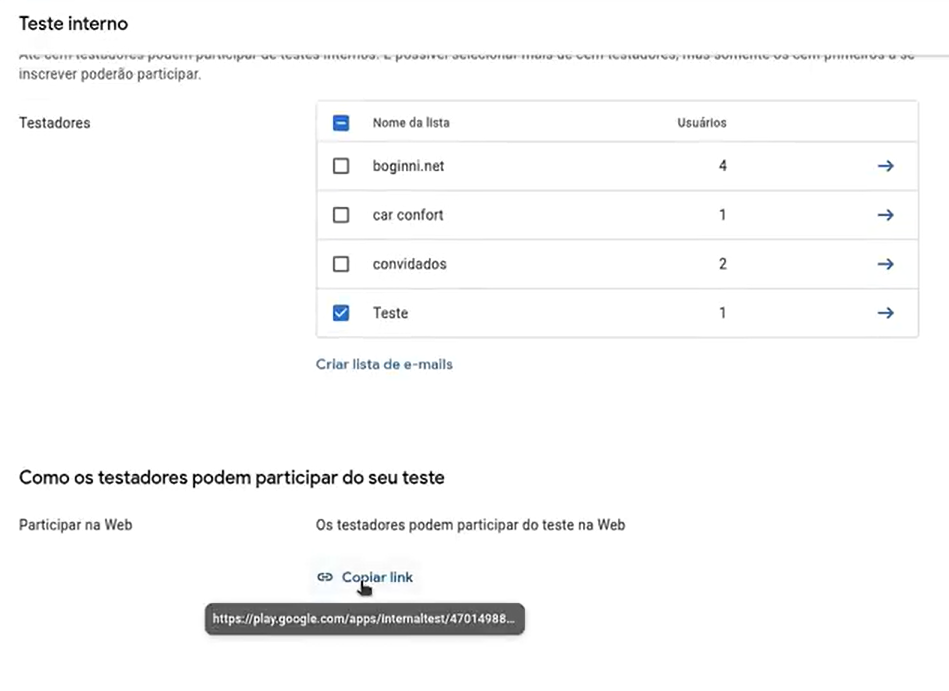 Teste interno
Até cem testadores podem participar de testes internos. É possível selecionar mais de cem testadores, mas somente os cem primeiros a se
inscrever poderão participar.
Testadores
Nome da lista Usuários
boginni.net 4
car confort 1
convidados 2
Teste 1
Criar lista de e-mails
Como os testadores podem participar do seu teste
Participar na Web Os testadores podem participar do teste na Web
Copiar link
https://play.google.com/apps/internaltest/47014988...